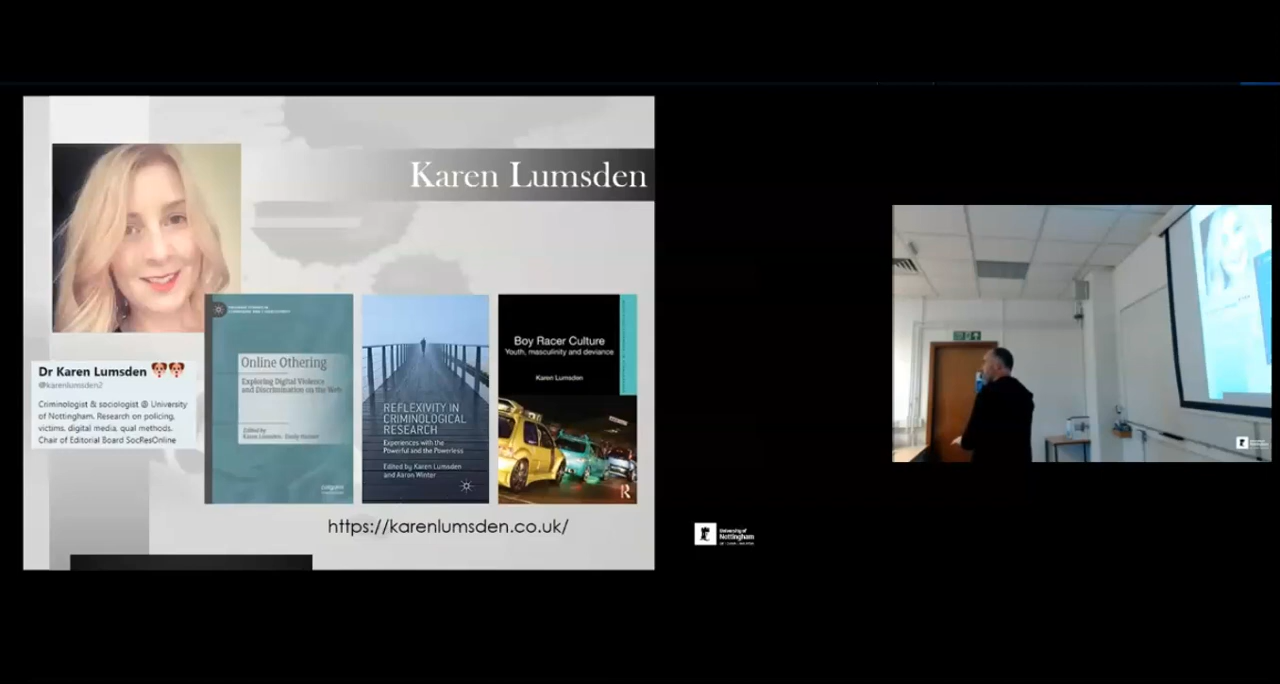 Karen Lumsden
Dr Karen Lumsden
@karenlumsden2
Criminologist & sociologist @ University
of Nottingham. Research on policing,
victims, digital media, qual methods.
Chair of Editorial Board SocResOnline
Online Othering
Exploring Digital Violence
and Discrimination on the Web
Edited by
Karen Lumsden
palgrave
REFLEXIVITY IN
CRIMINOLOGICAL
RESEARCH
Experiences with the
Powerful and the Powerless
Edited by Karen Lumsden
and Aaron Winter
Boy Racer Culture
Youth, masculinity and deviance
Karen Lumsden
R
https://karenlumsden.co.uk/
University of
Nottingham